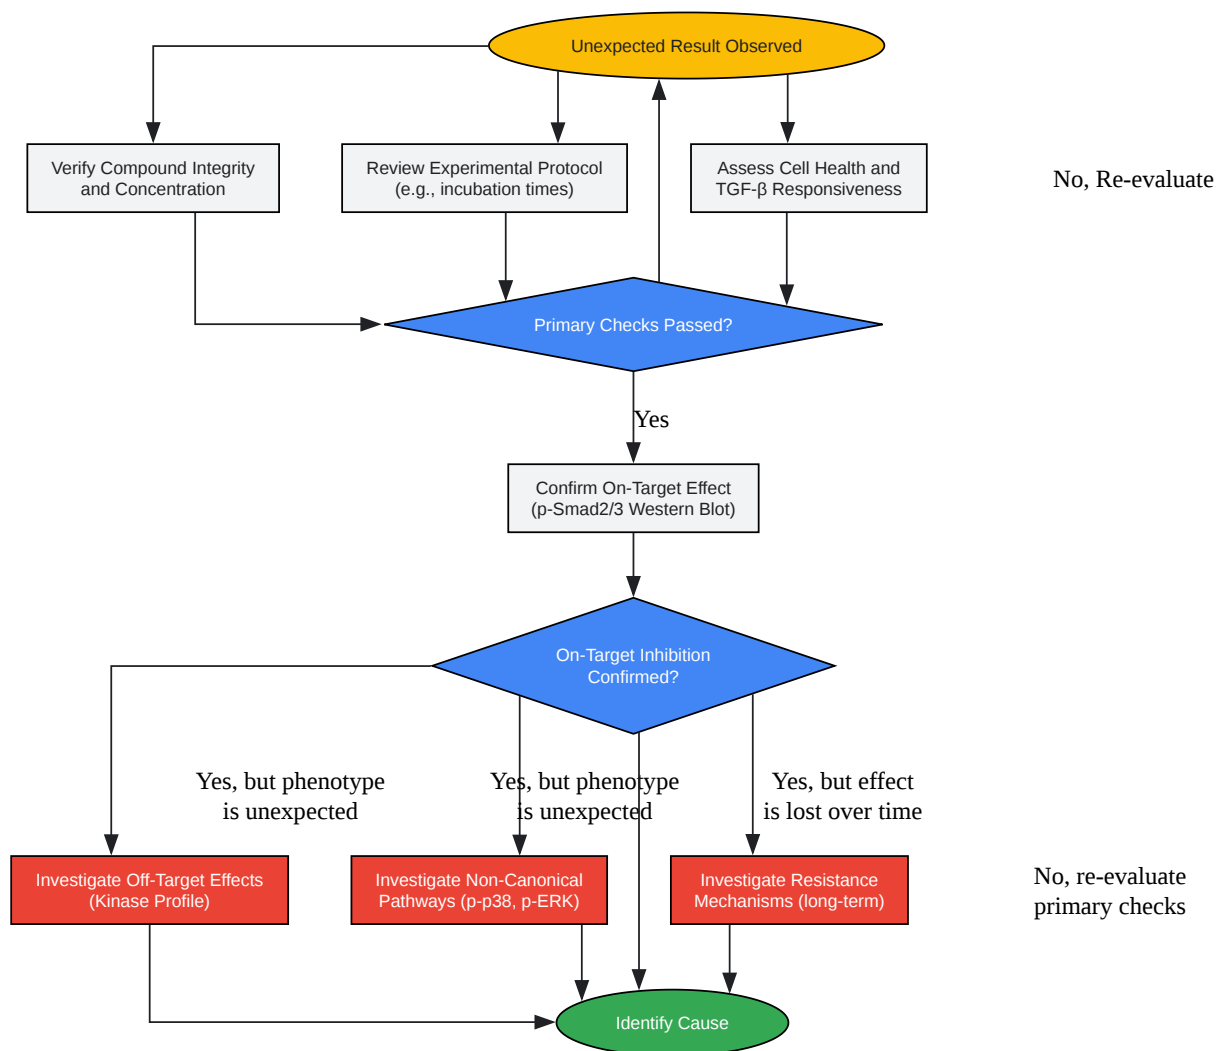 Unexpected Result Observed
Verify Compound Integrity
and Concentration
Review Experimental Protocol
(e.g., incubation times)
Assess Cell Health and
TGF-β Responsiveness
No, Re-evaluate
Primary Checks Passed?
Yes
Confirm On-Target Effect
(p-Smad2/3 Western Blot)
On-Target Inhibition
Confirmed?
Yes, but phenotype
is unexpected
Yes, but phenotype
is unexpected
Yes, but effect
is lost over time
Investigate Off-Target Effects
(Kinase Profile)
Investigate Non-Canonical
Pathways (p-p38, p-ERK)
Investigate Resistance
Mechanisms (long-term)
No, re-evaluate
primary checks
Identify Cause